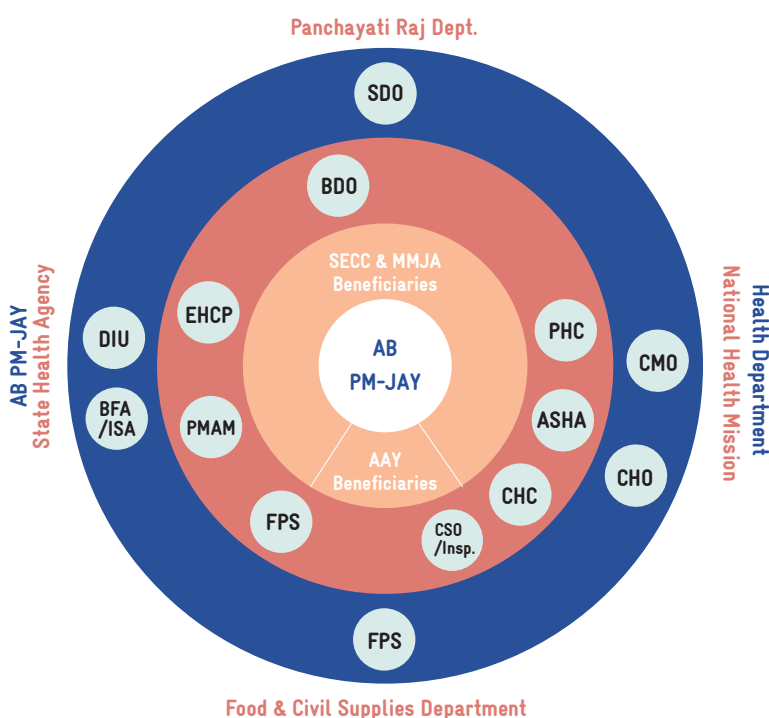 Panchayati Raj Dept.
SDO
BDO
SECC & MMJA
Beneficiaries
EHCP
PHC
DIU
AB
PM-JAY
CMO
BFA
/ISA
PMAM
ASHA
AAY
Beneficiaries
CHO
CHC
FPS
CSO
/Insp.
FPS
AB PM-JAY
State Health Agency
Health Department
National Health Mission
Food & Civil Supplies Department